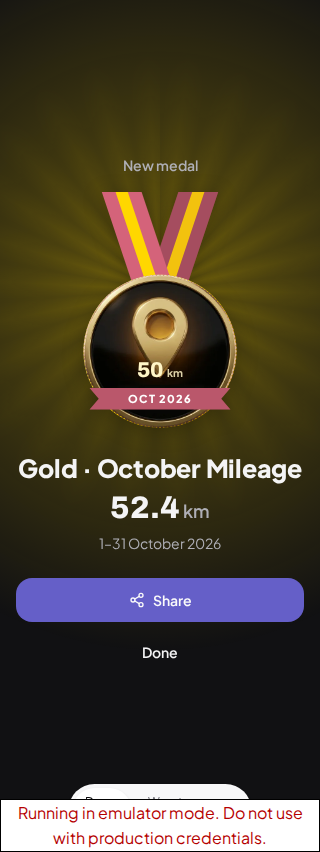 New medal
50 km
OCT 2026
Gold · October Mileage
52.4 km
1–31 October 2026
Share
Done
Running in emulator mode. Do not use
with production credentials.